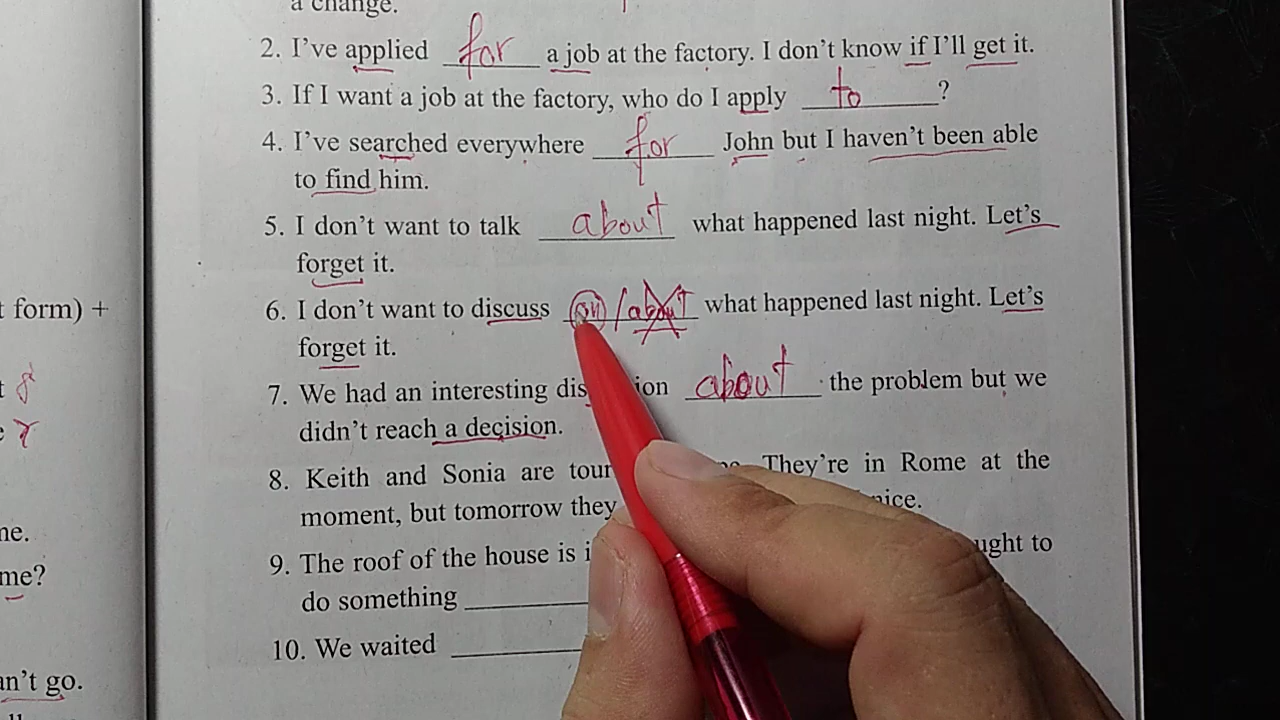 a change.
2. I've applied for a job at the factory. I don't know if I'll get it.
3. If I want a job at the factory, who do I apply to ?
4. I've searched everywhere for John but I haven't been able
to find him.
5. I don't want to talk about what happened last night. Let's
forget it.
t form) +
6. I don't want to discuss on/about what happened last night. Let's
forget it.
7. We had an interesting dis ion about the problem but we
didn't reach a decision.
8. Keith and Sonia are tour They're in Rome at the
moment, but tomorrow they nice.
ne.
9. The roof of the house is i ught to
me?
do something
10. We waited
an't go.